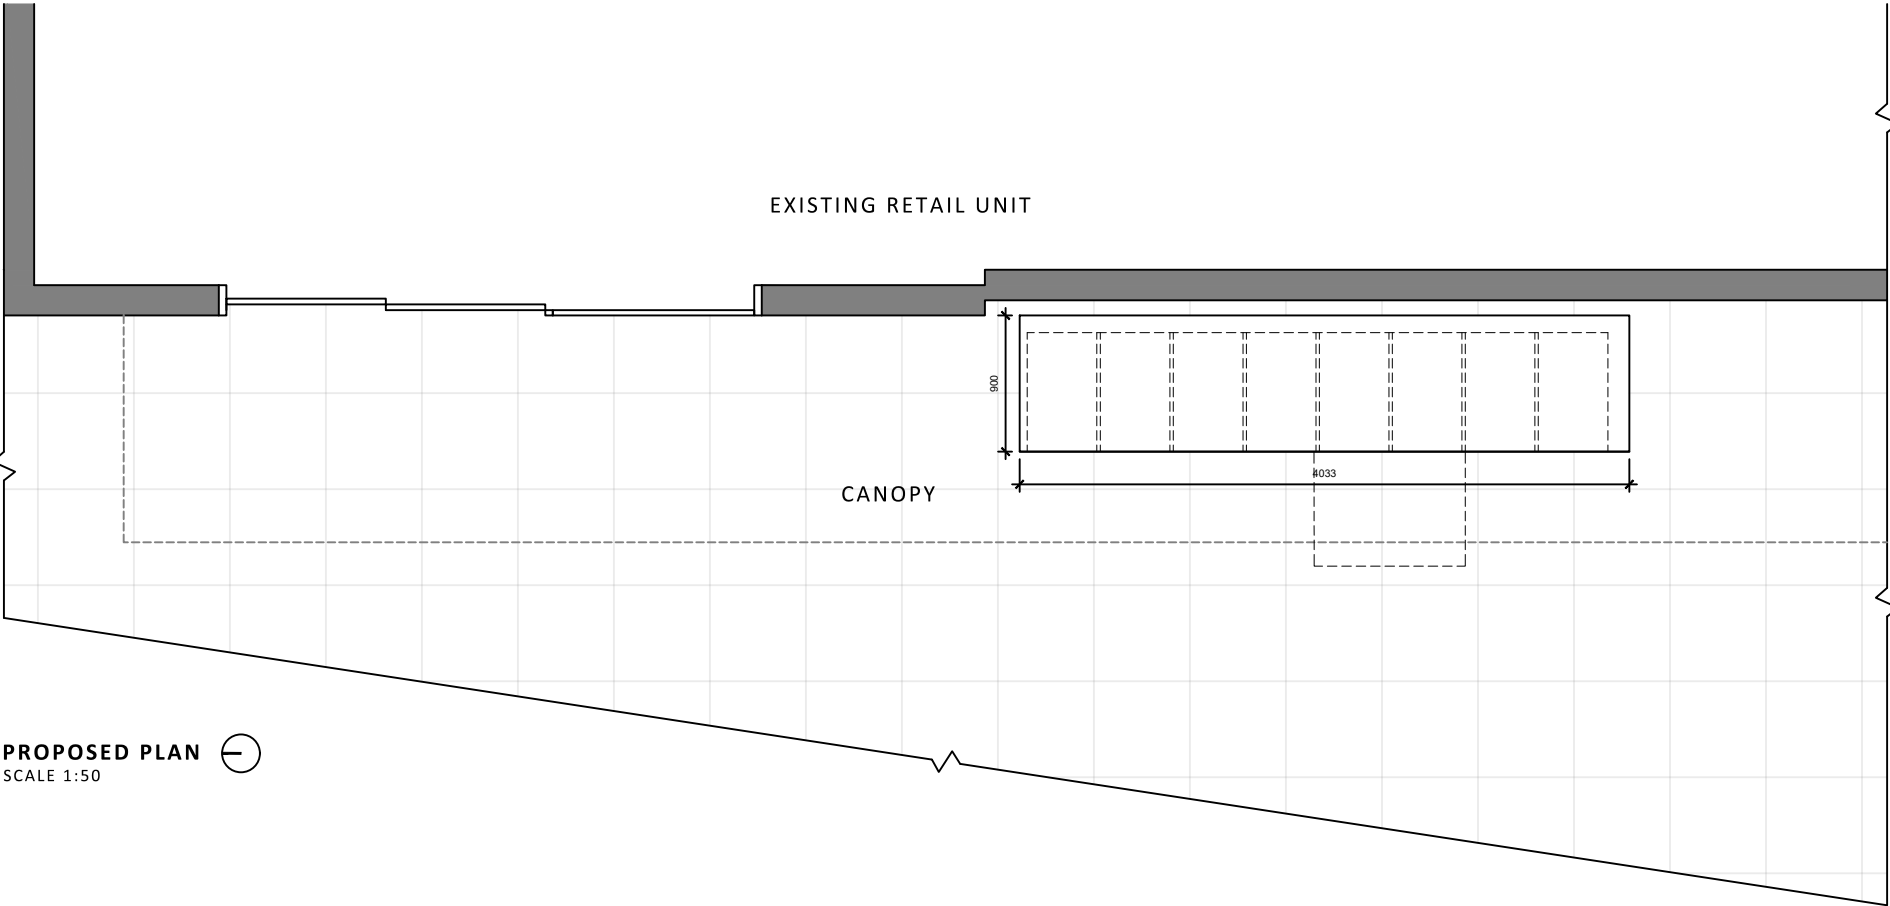 EXISTING RETAIL UNIT
900
4033
CANOPY
PROPOSED PLAN
SCALE 1:50